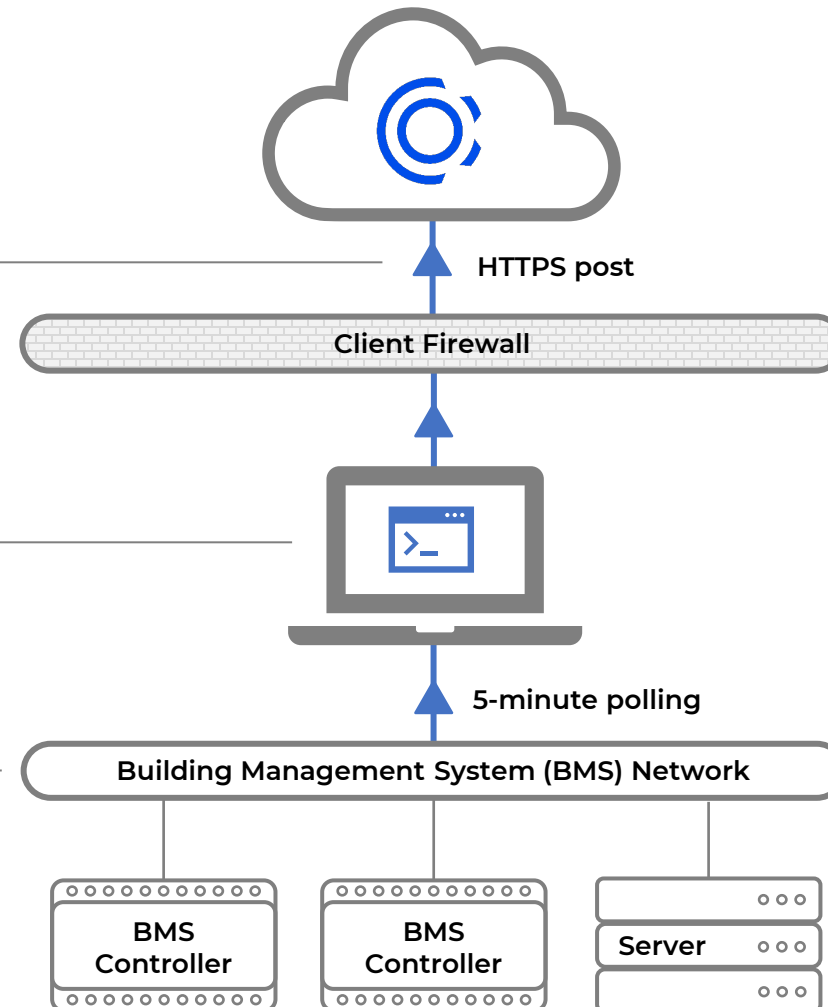 HTTPS post
Client Firewall
5-minute polling
Building Management System (BMS) Network
BMS
Controller
BMS
Controller
Server